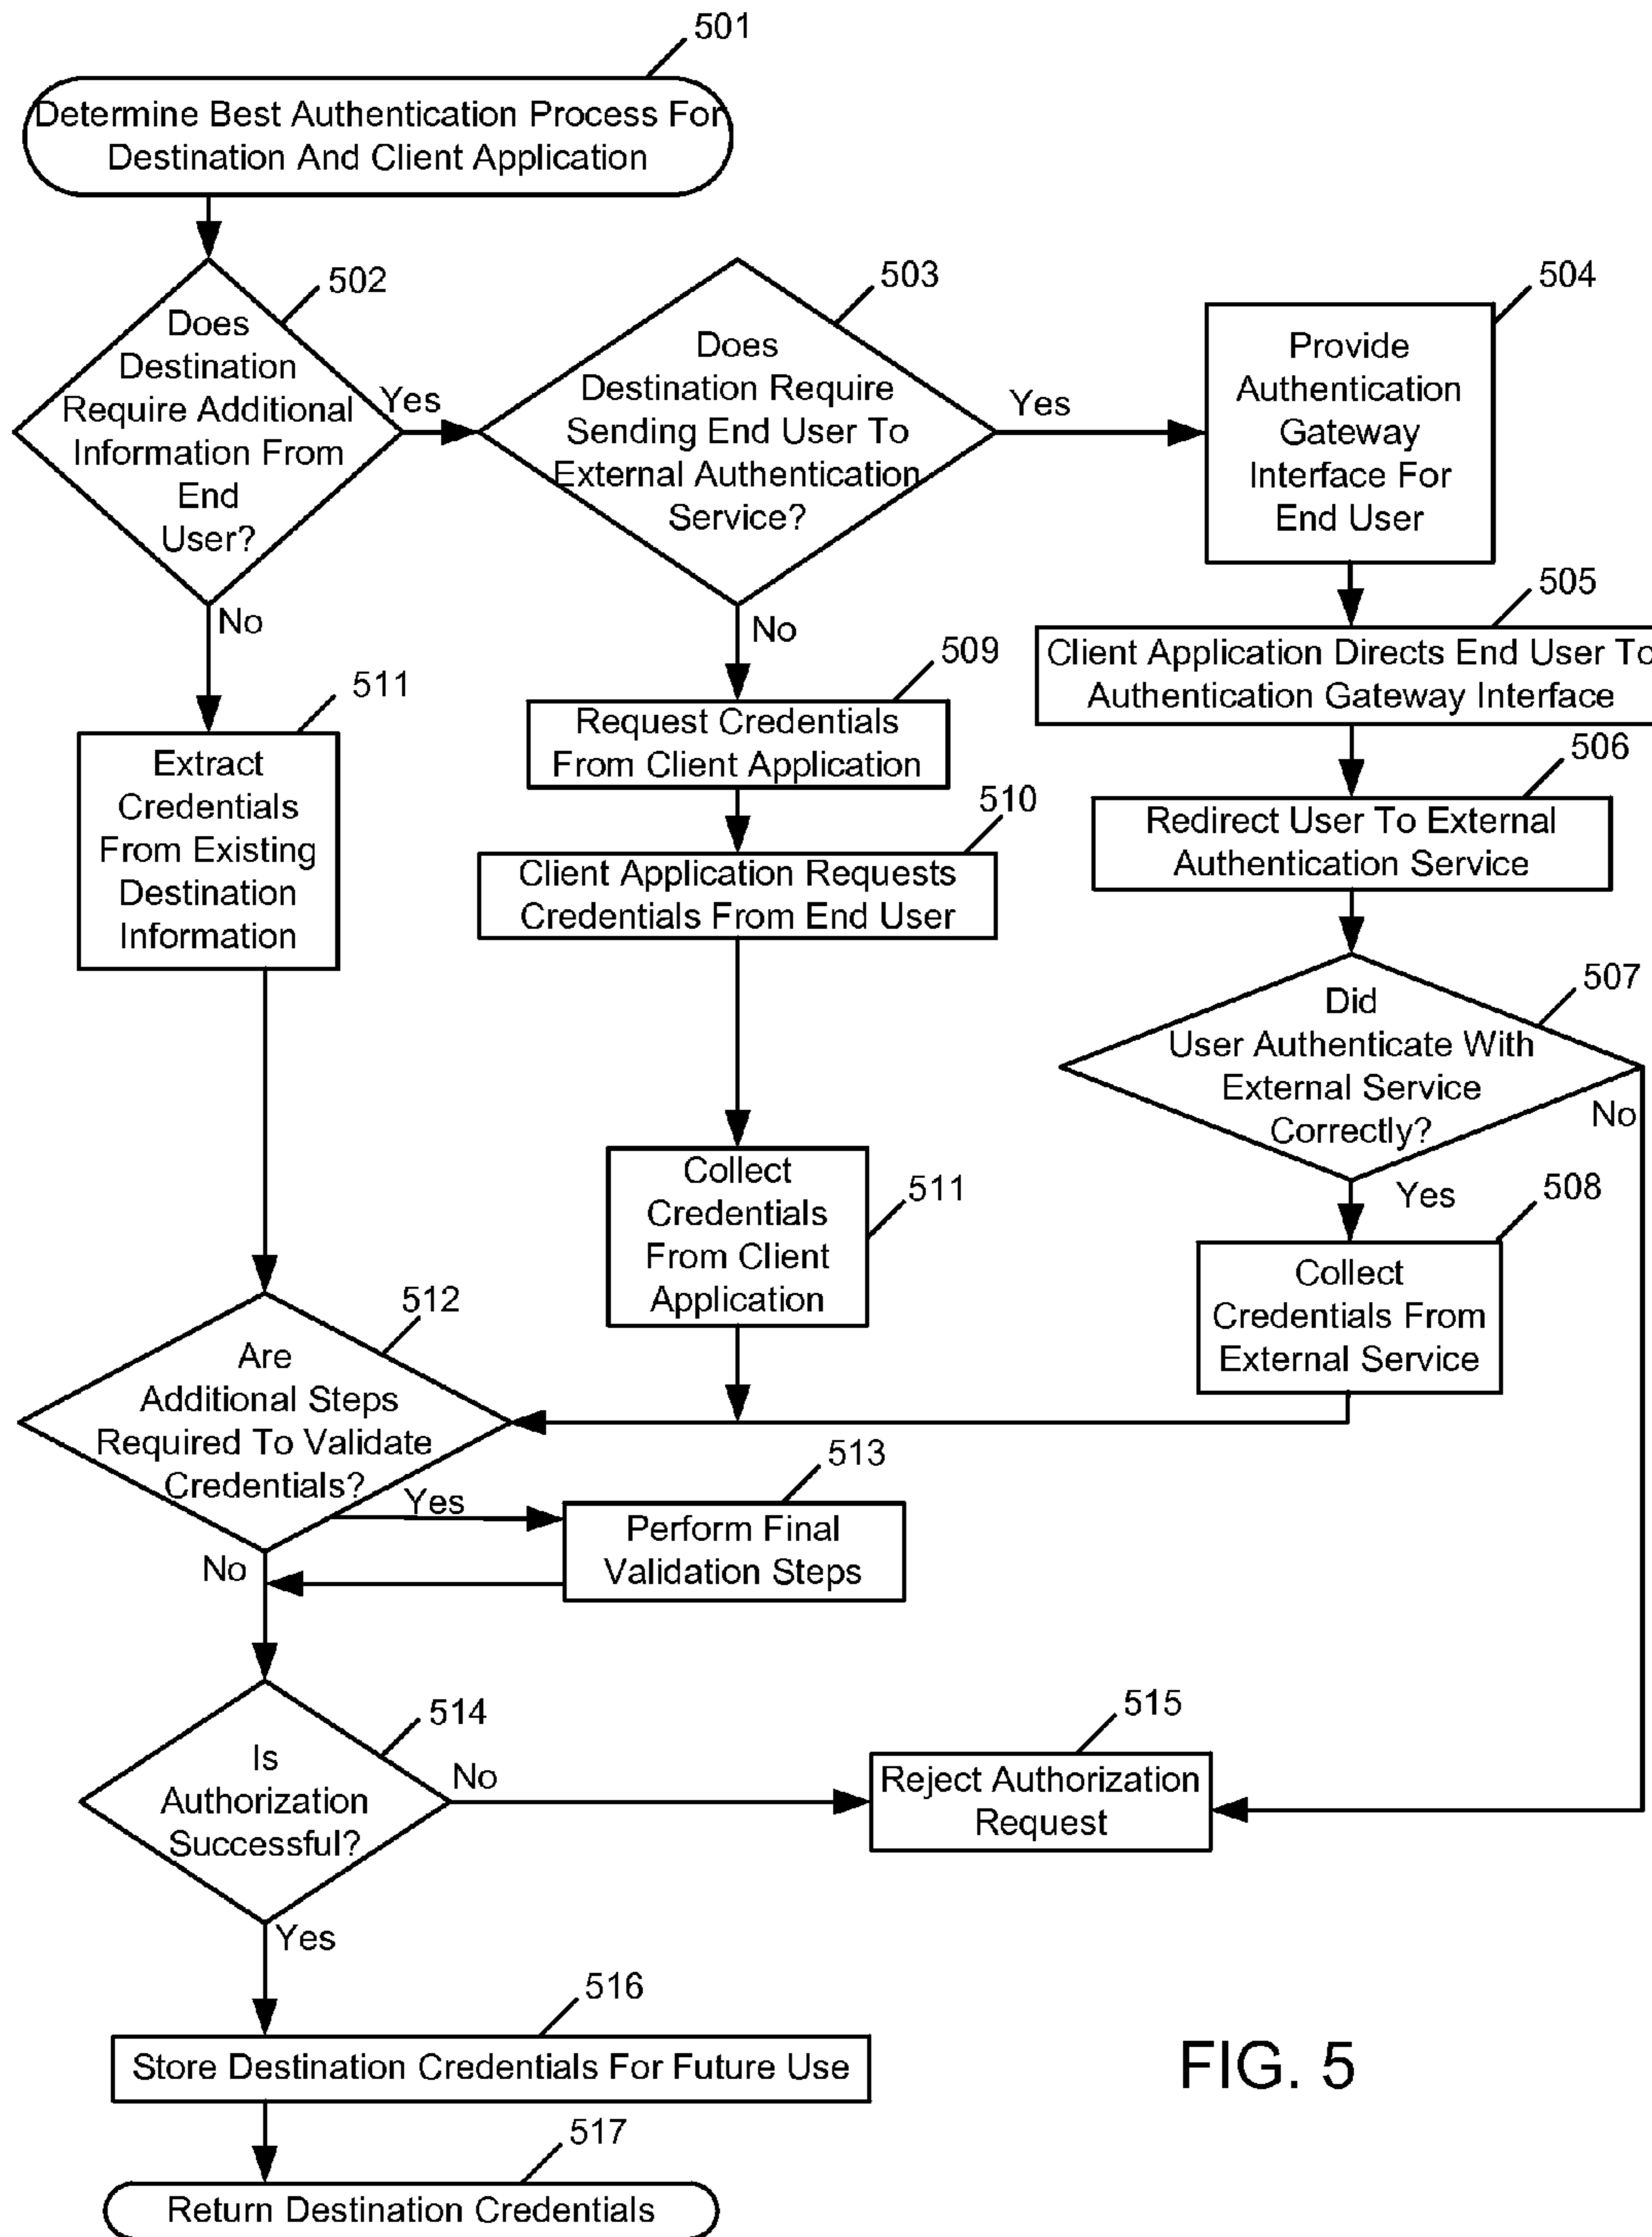 501
Determine Best Authentication Process For
Destination And Client Application
502
Does
Destination
Require Additional
Information From
End
User?
Yes
No
503
Does
Destination Require
Sending End User To
External Authentication
Service?
Yes
No
504
Provide
Authentication
Gateway
Interface For
End User
505
Client Application Directs End User To
Authentication Gateway Interface
506
Redirect User To External
Authentication Service
507
Did
User Authenticate With
External Service
Correctly?
No
Yes
508
Collect
Credentials From
External Service
509
Request Credentials
From Client Application
510
Client Application Requests
Credentials From End User
511
Collect
Credentials
From Client
Application
511
Extract
Credentials
From Existing
Destination
Information
512
Are
Additional Steps
Required To Validate
Credentials?
Yes
No
513
Perform Final
Validation Steps
514
Is
Authorization
Successful?
No
Yes
515
Reject Authorization
Request
516
Store Destination Credentials For Future Use
517
Return Destination Credentials
FIG. 5